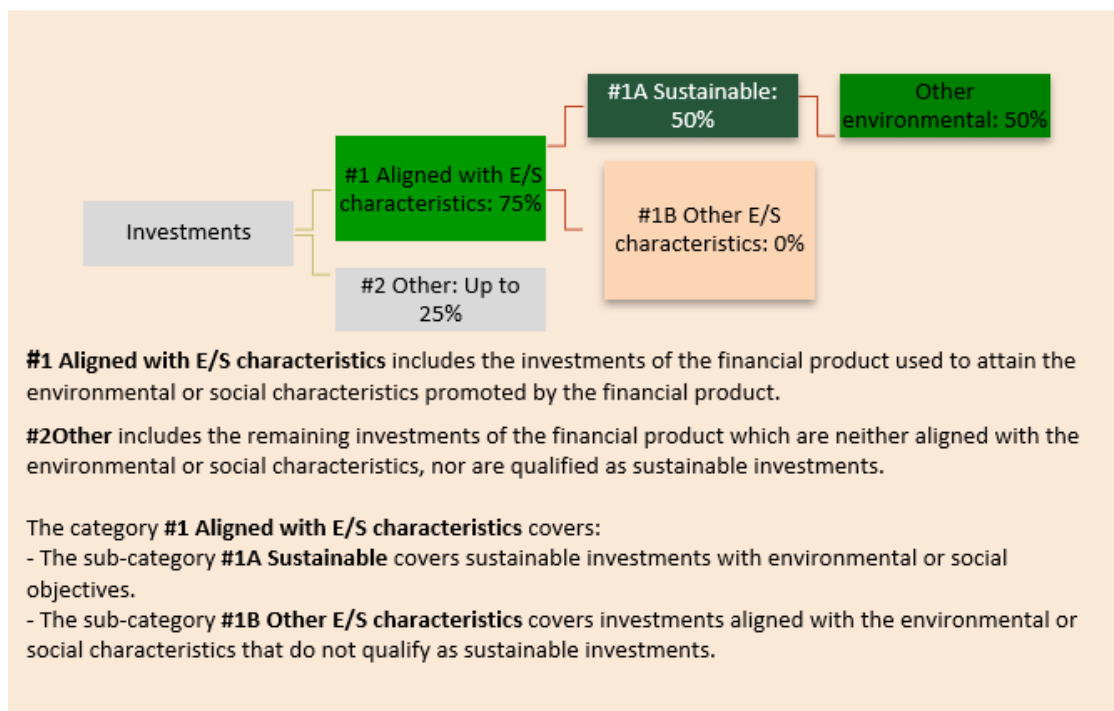 #1A Sustainable:
50%
Other
environmental: 50%
#1 Aligned with E/S
characteristics: 75%
Investments
#1B Other E/S
characteristics: 0%
#2 Other: Up to
25%
#1 Aligned with E/S characteristics includes the investments of the financial product used to attain the
environmental or social characteristics promoted by the financial product.
#2Other includes the remaining investments of the financial product which are neither aligned with the
environmental or social characteristics, nor are qualified as sustainable investments.
The category #1 Aligned with E/S characteristics covers:
- The sub-category #1A Sustainable covers sustainable investments with environmental or social
objectives.
- The sub-category #1B Other E/S characteristics covers investments aligned with the environmental or
social characteristics that do not qualify as sustainable investments.